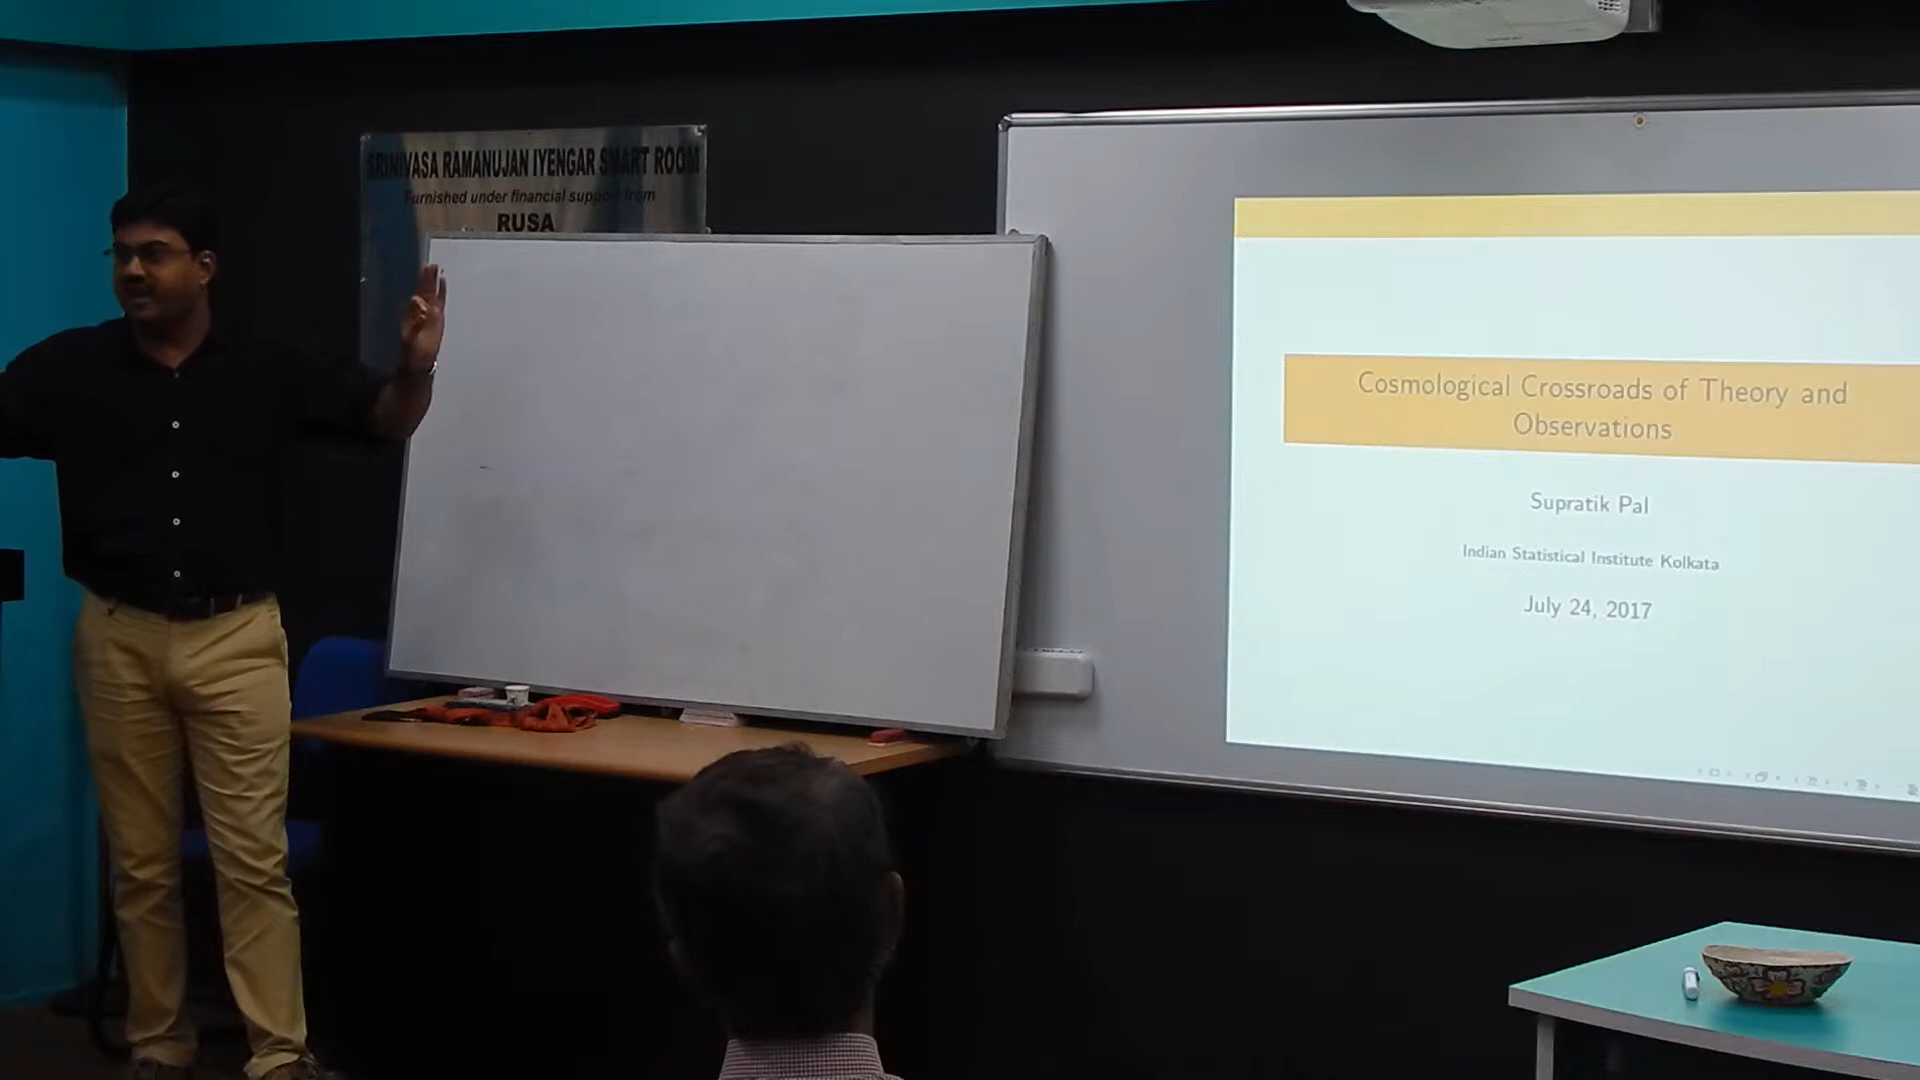 SRINIVASA RAMANUJAN IYENGAR SMART ROOM
Furnished under financial support from
RUSA
Cosmological Crossroads of Theory and
Observations
Supratik Pal
Indian Statistical Institute Kolkata
July 24, 2017